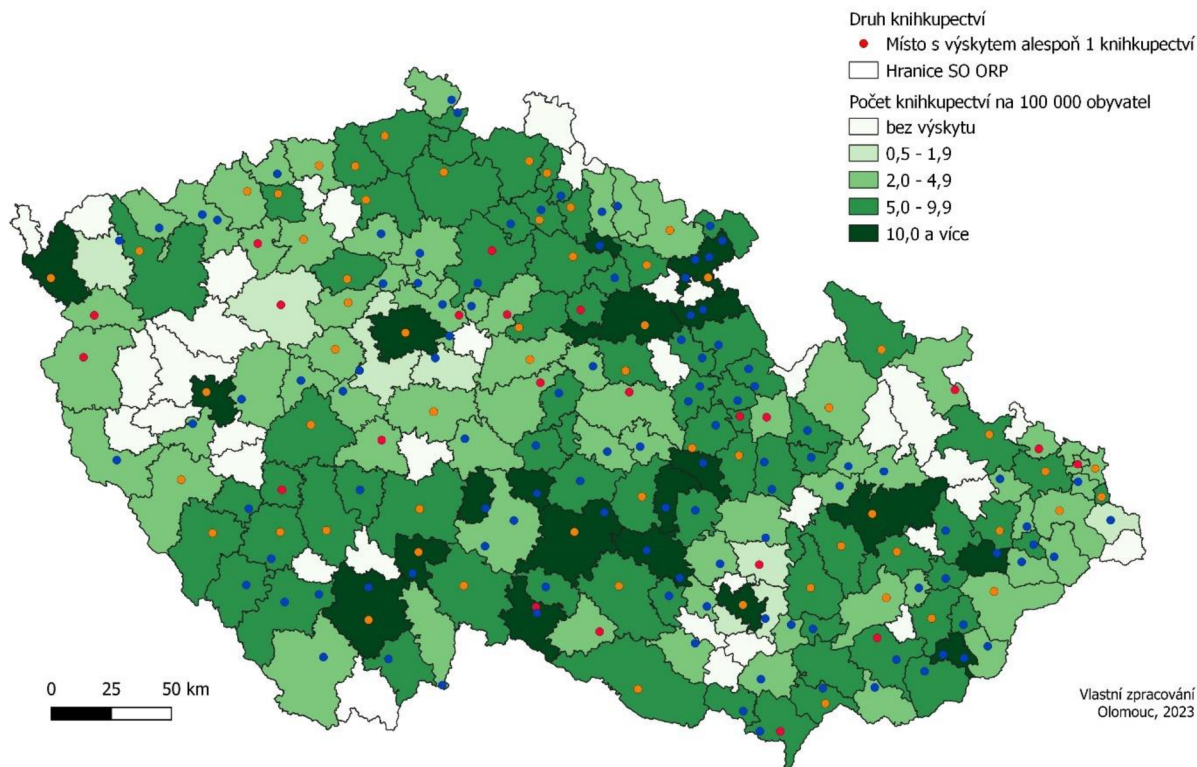 Druh knihkupectví
Místo s výskytem alespoň 1 knihkupectví
Hranice SO ORP
Počet knihkupectví na 100 000 obyvatel
bez výskytu
0,5 - 1,9
2,0 - 4,9
5,0 - 9,9
10,0 a více
0 25 50 km
Vlastní zpracování
Olomouc, 2023